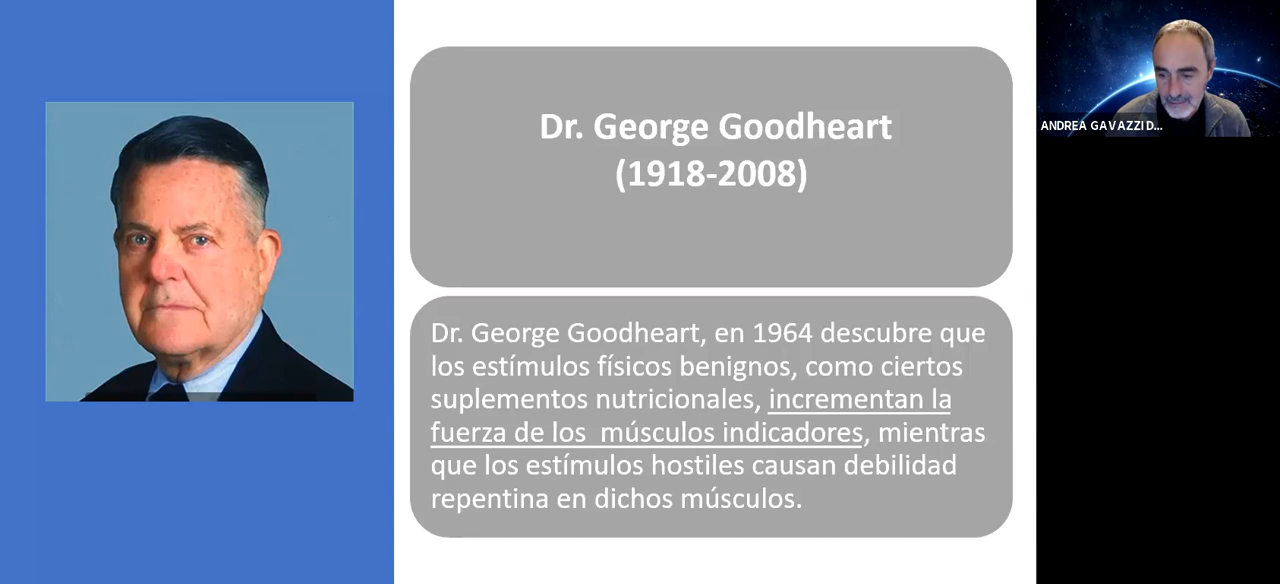 Dr. George Goodheart
(1918-2008)
Dr. George Goodheart, en 1964 descubre que
los estímulos físicos benignos, como ciertos
suplementos nutricionales, incrementan la
fuerza de los  músculos indicadores, mientras
que los estímulos hostiles causan debilidad
repentina en dichos músculos.
ANDREA GAVAZZI D...